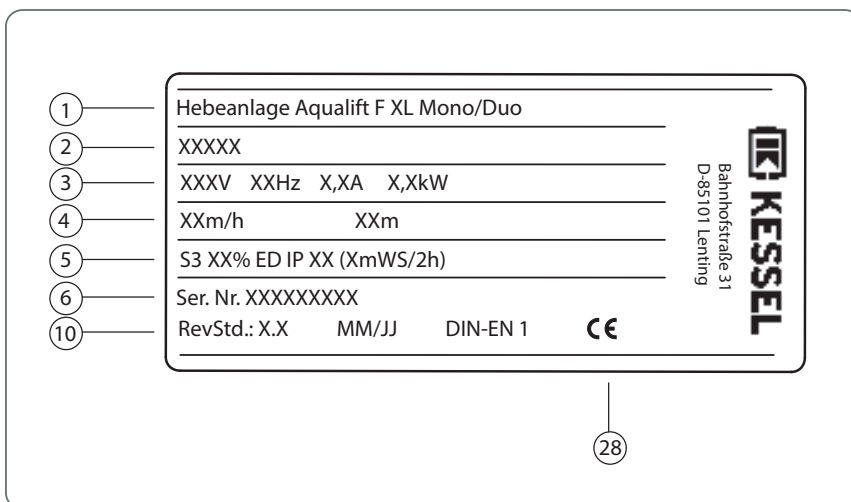 1 Hebeanlage Aqualift F XL Mono/Duo
2 XXXXX
3 XXXV XXHz X,XA X,XkW
4 XXm/h XXm
5 S3 XX% ED IP XX (XmWS/2h)
6 Ser. Nr. XXXXXXXXX
10 RevStd.: X.X MM/JJ DIN-EN 1 CE
28
KESSEL
Bahnhofstraße 31
D-85101 Lenting